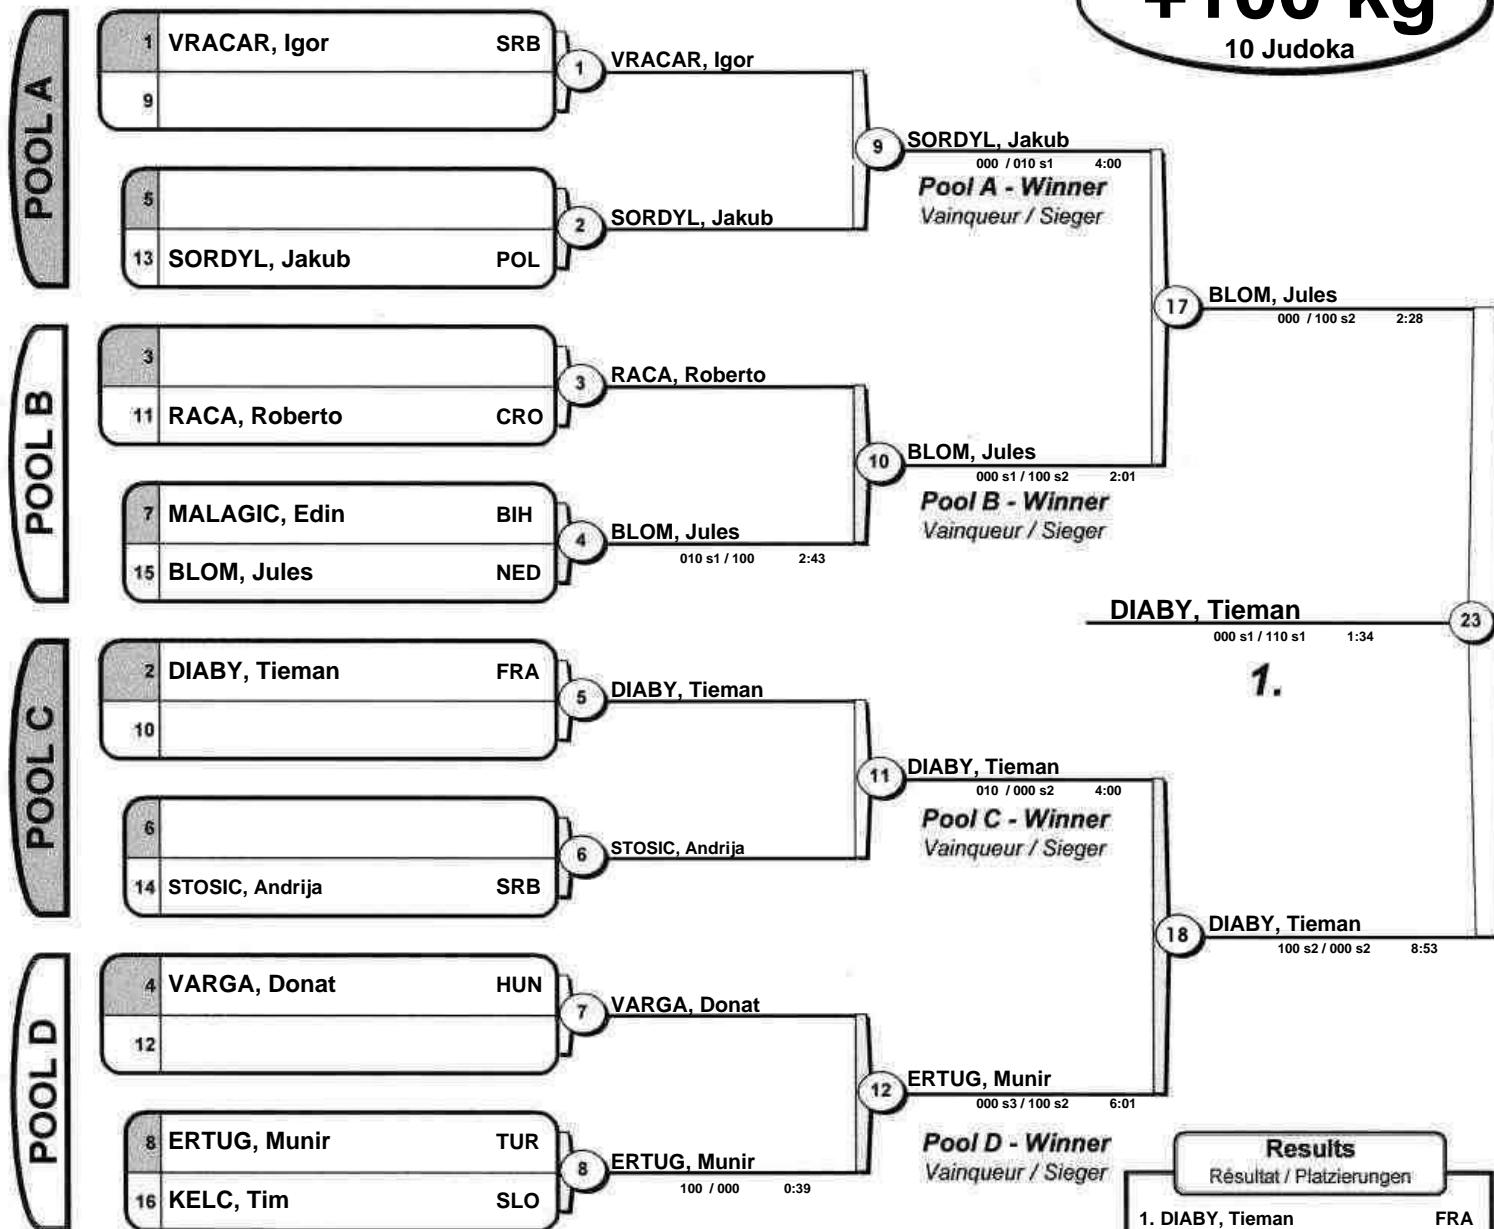 +100 kg
10 Judoka
POOL A
1 VRACAR, Igor SRB
9
5
13 SORDYL, Jakub POL
1 VRACAR, Igor
2 SORDYL, Jakub
9 SORDYL, Jakub
000 / 010 s1 4:00
Pool A - Winner
Vainqueur / Sieger
POOL B
3
11 RACA, Roberto CRO
7 MALAGIC, Edin BIH
15 BLOM, Jules NED
3 RACA, Roberto
4 BLOM, Jules
010 s1 / 100 2:43
10 BLOM, Jules
000 s1 / 100 s2 2:01
Pool B - Winner
Vainqueur / Sieger
17 BLOM, Jules
000 / 100 s2 2:28
DIABY, Tieman 23
000 s1 / 110 s1 1:34
1.
POOL C
2 DIABY, Tieman FRA
10
6
14 STOSIC, Andrija SRB
5 DIABY, Tieman
6 STOSIC, Andrija
11 DIABY, Tieman
010 / 000 s2 4:00
Pool C - Winner
Vainqueur / Sieger
18 DIABY, Tieman
100 s2 / 000 s2 8:53
POOL D
4 VARGA, Donat HUN
12
8 ERTUG, Munir TUR
16 KELC, Tim SLO
7 VARGA, Donat
8 ERTUG, Munir
100 / 000 0:39
12 ERTUG, Munir
000 s3 / 100 s2 6:01
Pool D - Winner
Vainqueur / Sieger
Results
Résultat / Platzierungen
1. DIABY, Tieman FRA